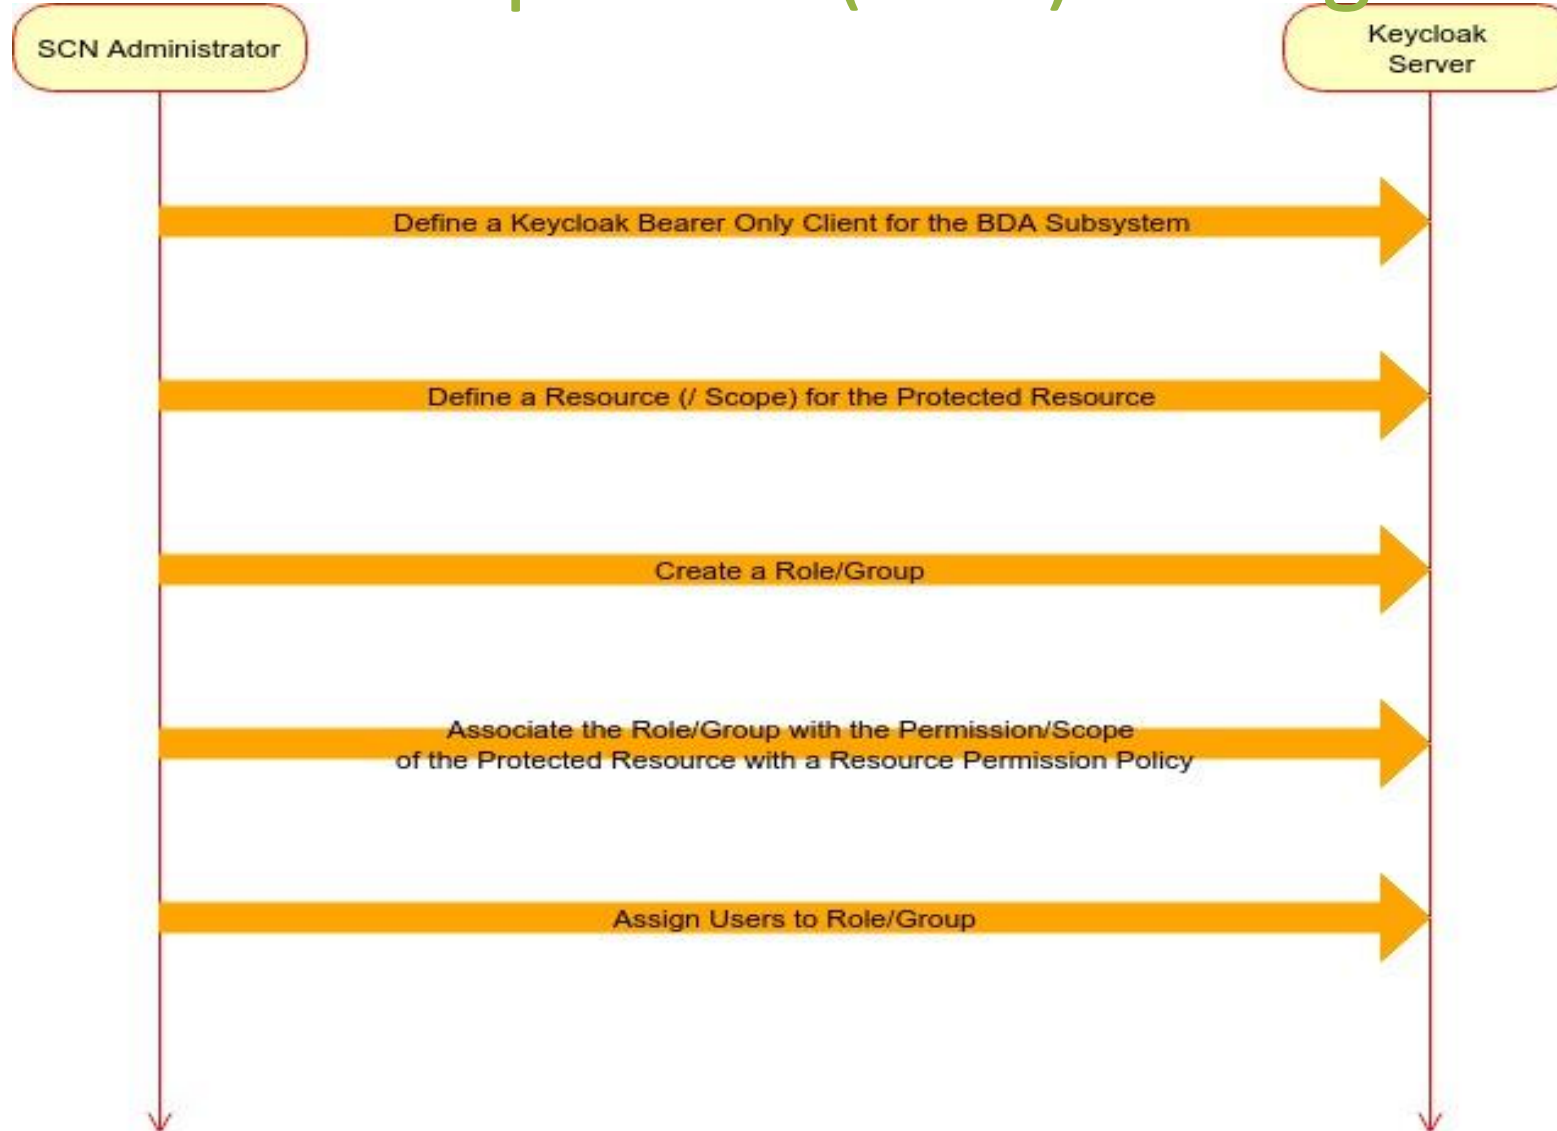 SCN Administrator
Keycloak
Server
Define a Keycloak Bearer Only Client for the BDA Subsystem
Define a Resource (/ Scope) for the Protected Resource
Create a Role/Group
Associate the Role/Group with the Permission/Scope
of the Protected Resource with a Resource Permission Policy
Assign Users to Role/Group